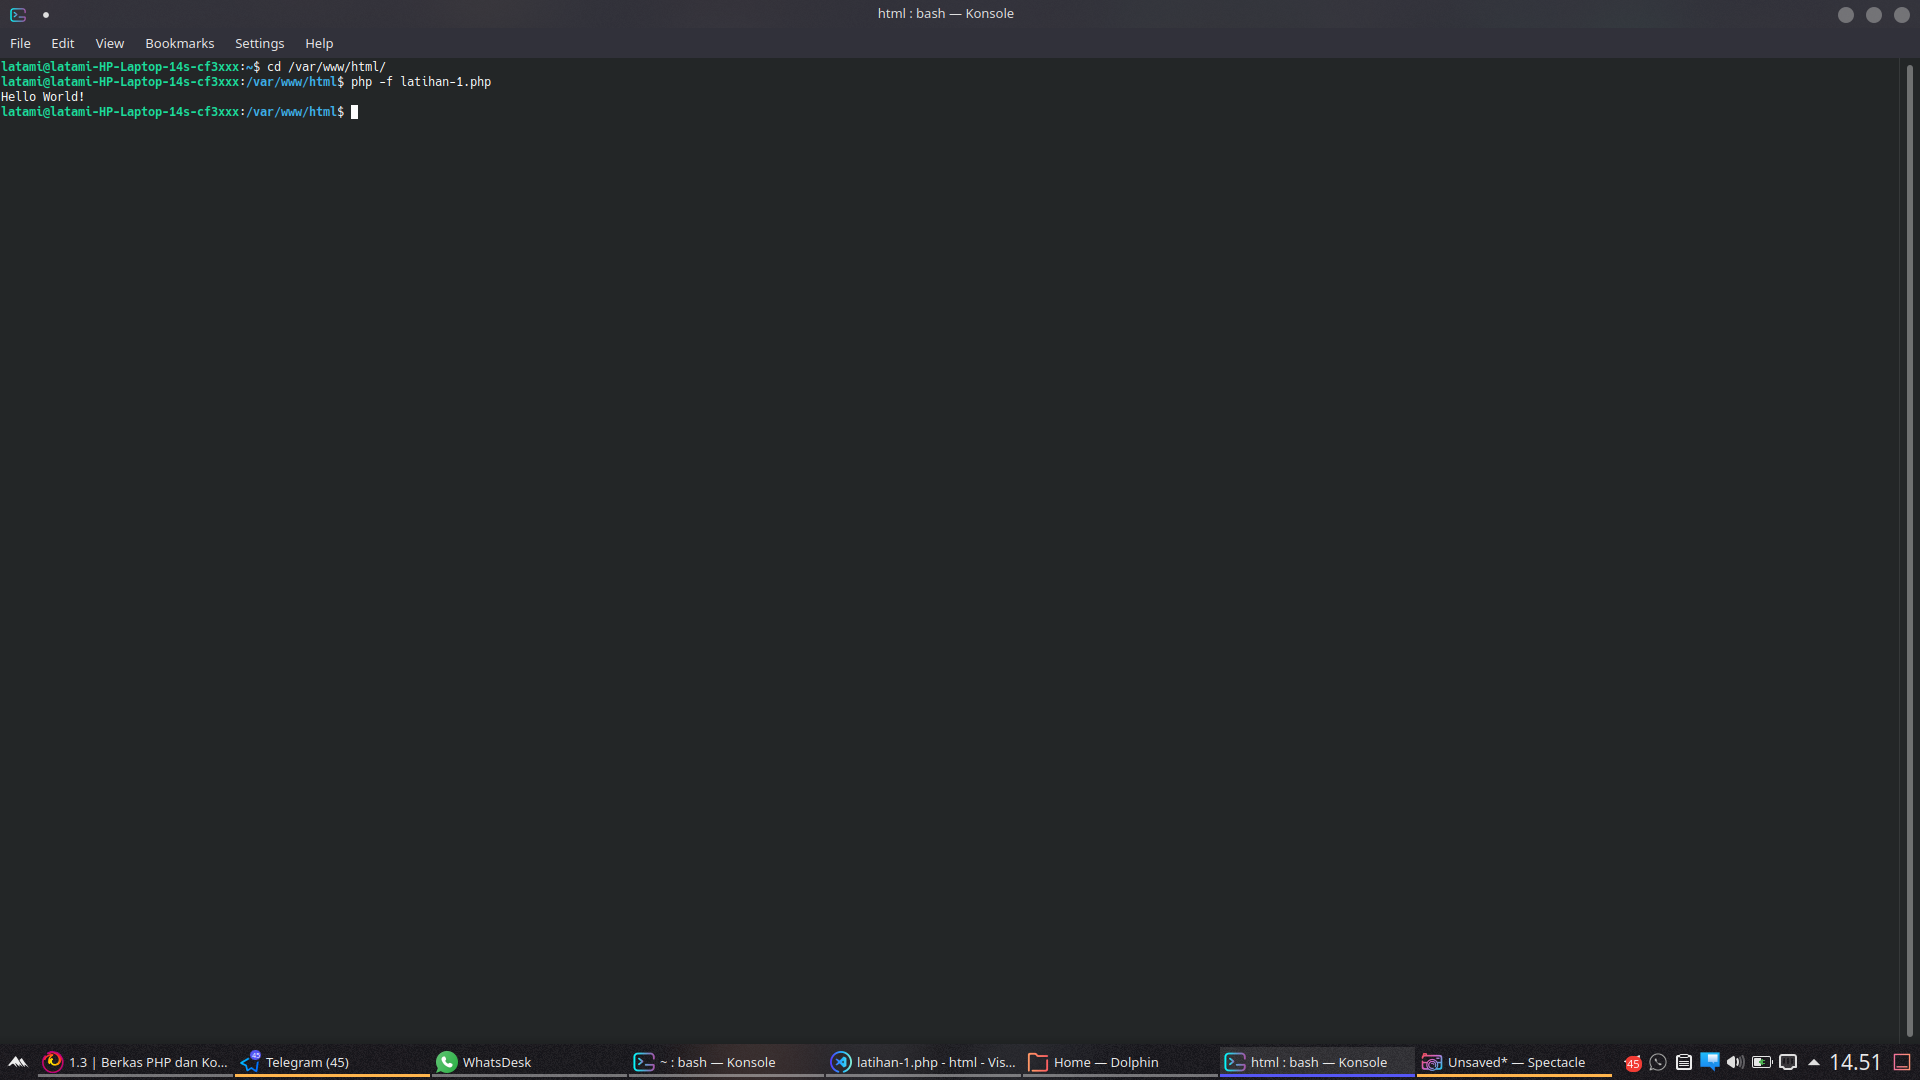 html : bash — Konsole
File Edit View Bookmarks Settings Help
latami@latami-HP-Laptop-14s-cf3xxx:~$ cd /var/www/html/
latami@latami-HP-Laptop-14s-cf3xxx:/var/www/html$ php -f latihan-1.php
Hello World!
latami@latami-HP-Laptop-14s-cf3xxx:/var/www/html$
1.3 | Berkas PHP dan Ko... 45 Telegram (45) WhatsDesk ~ : bash — Konsole latihan-1.php - html - Vis... Home — Dolphin html : bash — Konsole Unsaved* — Spectacle 45 14.51